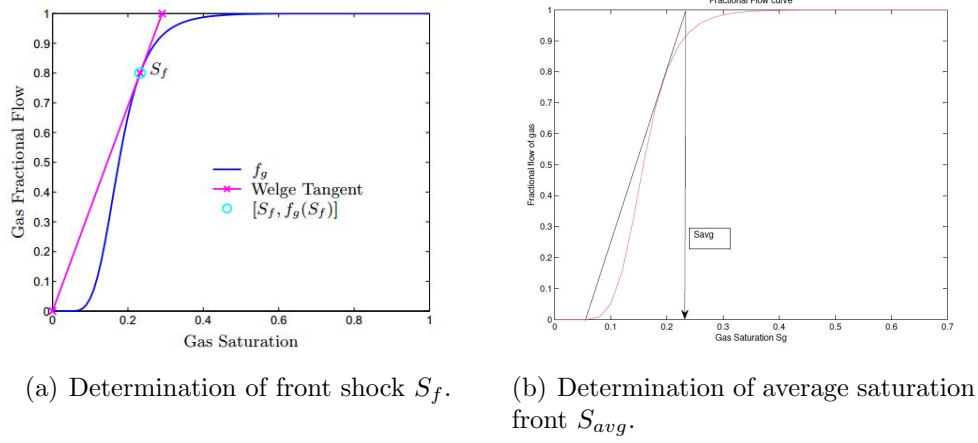 1
0.9
0.8
0.7
0.6
0.5
0.4
0.3
0.2
0.1
0
Gas Fractional Flow
S_f
f_g
Welge Tangent
[S_f, f_g(S_f)]
0 0.2 0.4 0.6 0.8 1
Gas Saturation
(a) Determination of front shock S_f.
Fractional Flow curve
1
0.9
0.8
0.7
0.6
0.5
0.4
0.3
0.2
0.1
0
Fractional flow of gas
Savg
0 0.1 0.2 0.3 0.4 0.5 0.6 0.7
Gas Saturation Sg
(b) Determination of average saturation
front S_{avg}.